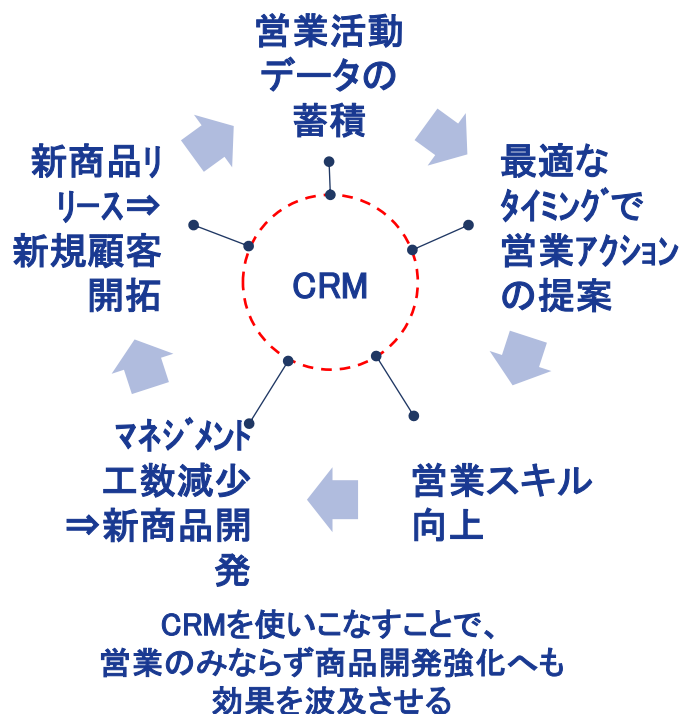 営業活動
データの
蓄積
最適な
ﾀｲﾐﾝｸﾞで
営業ｱｸｼｮﾝ
の提案
営業スキル
向上
ﾏﾈｼﾞﾒﾝﾄ
工数減少
⇒新商品開
発
新商品リ
ﾘｰｽ⇒
新規顧客
開拓
CRM
CRMを使いこなすことで、
営業のみならず商品開発強化へも
効果を波及させる